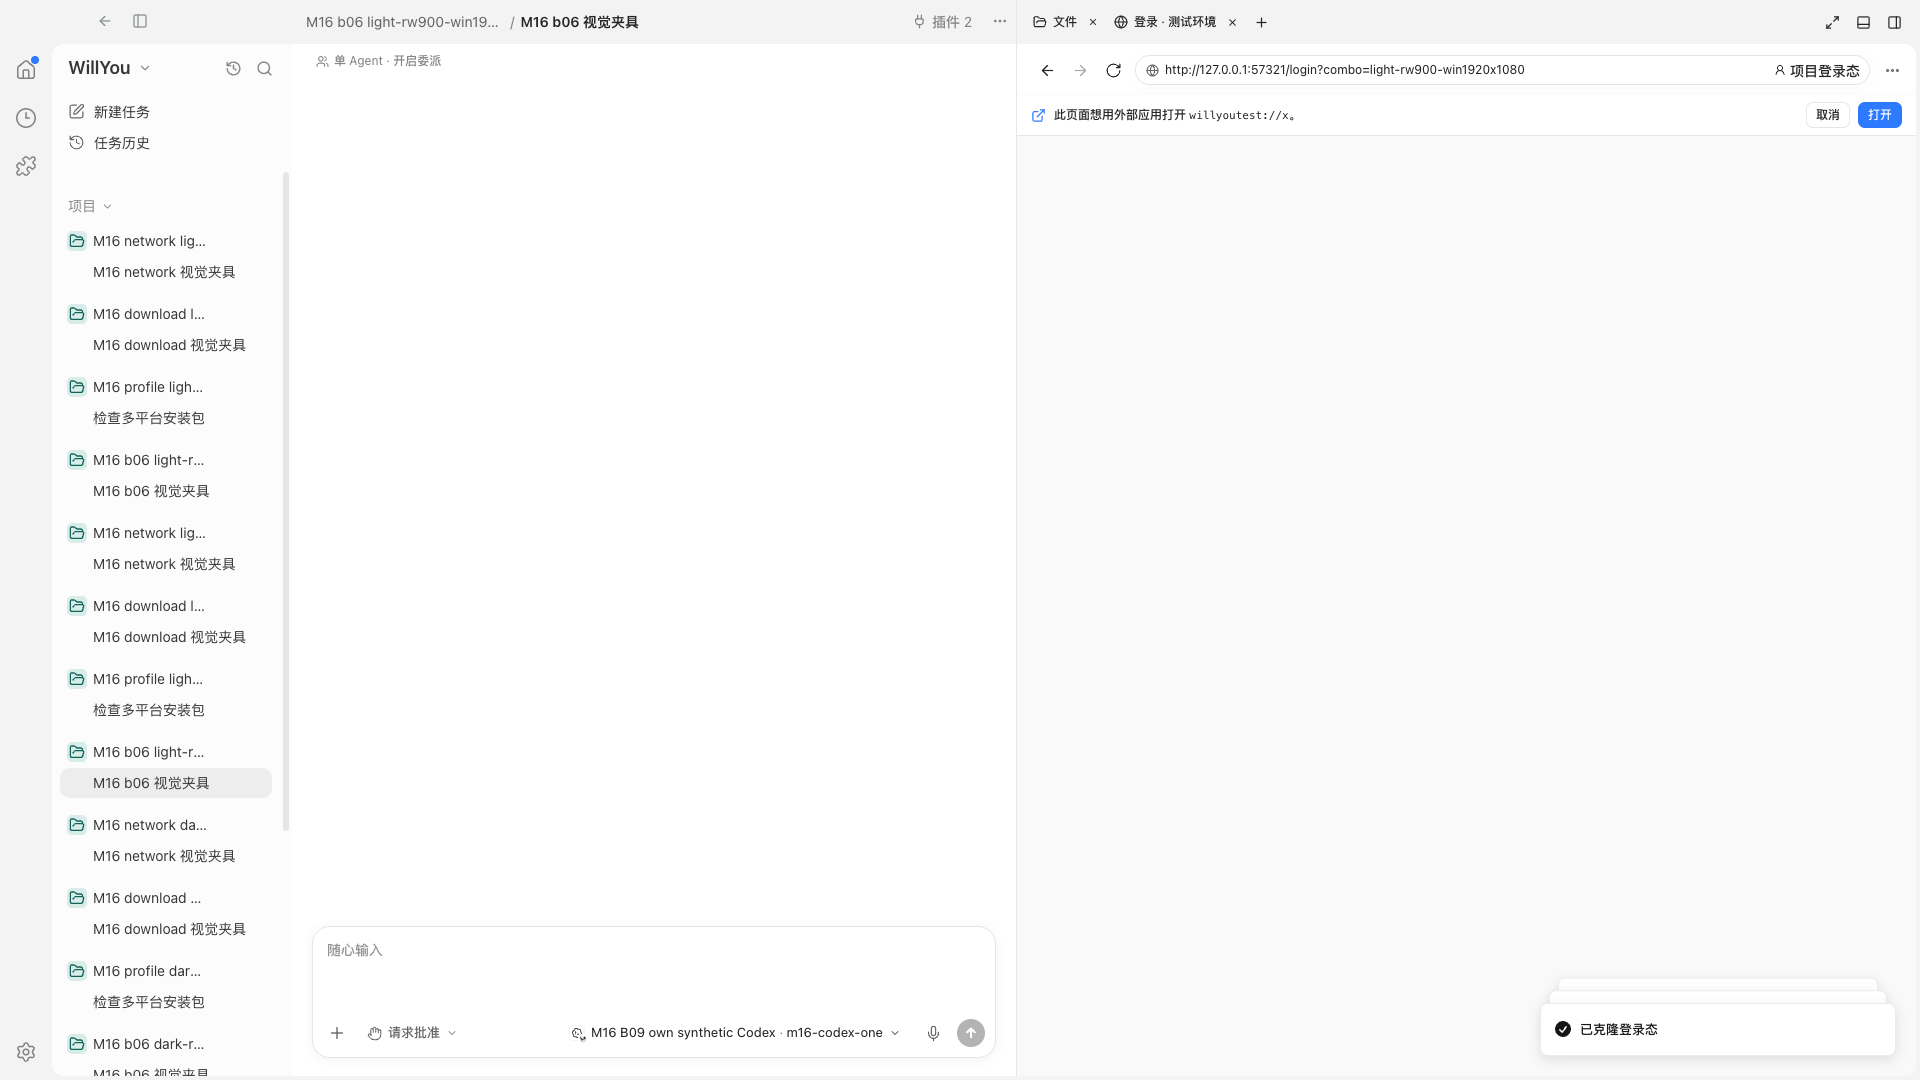 M16 b06 light-rw900-win19... / M16 b06 视觉夹具
插件 2
文件
登录 · 测试环境
WillYou
新建任务
任务历史
项目
M16 network lig...
M16 network 视觉夹具
M16 download l...
M16 download 视觉夹具
M16 profile ligh...
检查多平台安装包
M16 b06 light-r...
M16 b06 视觉夹具
M16 network lig...
M16 network 视觉夹具
M16 download l...
M16 download 视觉夹具
M16 profile ligh...
检查多平台安装包
M16 b06 light-r...
M16 b06 视觉夹具
M16 network da...
M16 network 视觉夹具
M16 download ...
M16 download 视觉夹具
M16 profile dar...
检查多平台安装包
M16 b06 dark-r...
M16 b06 视觉夹具
单 Agent · 开启委派
随心输入
请求批准
M16 B09 own synthetic Codex · m16-codex-one
http://127.0.0.1:57321/login?combo=light-rw900-win1920x1080
项目登录态
此页面想用外部应用打开 willyoutest://x。
取消
打开
已克隆登录态